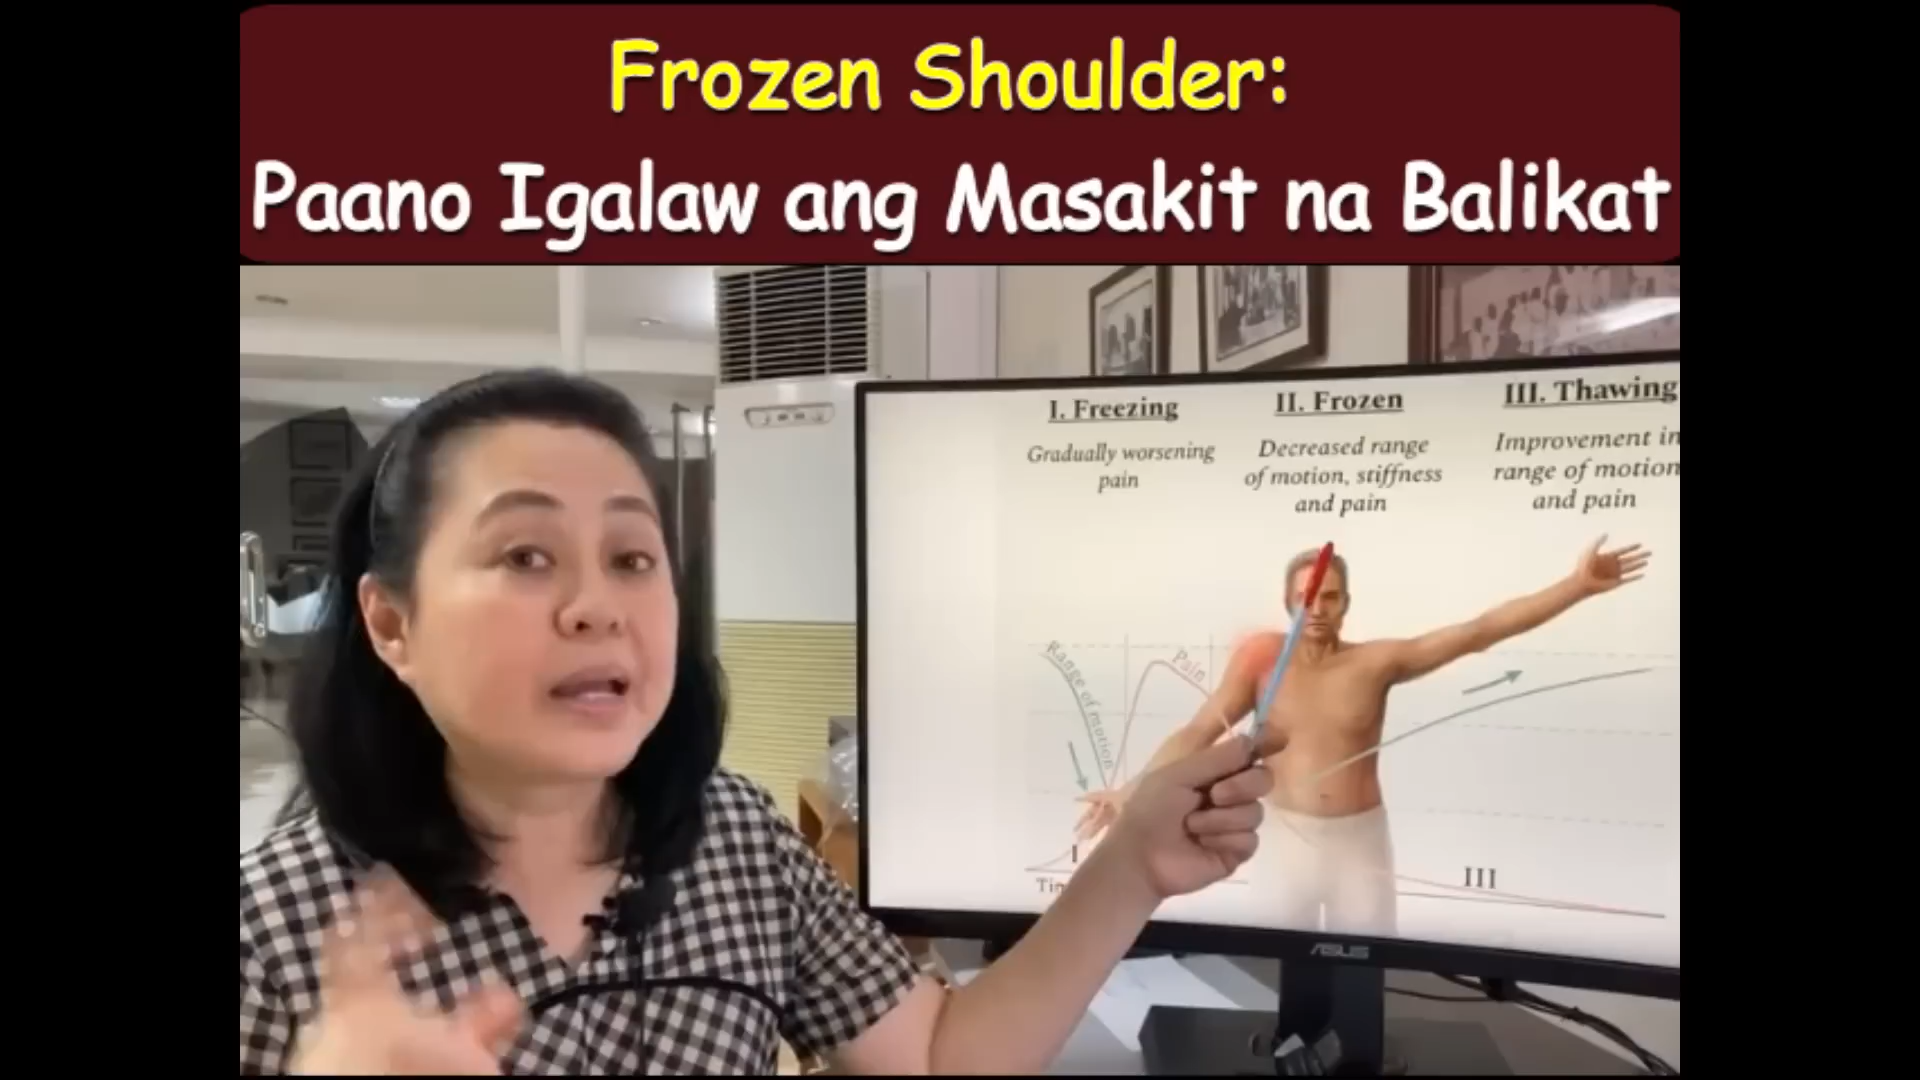 Frozen Shoulder:
Paano Igalaw ang Masakit na Balikat
I. Freezing
Gradually worsening
pain
II. Frozen
Decreased range
of motion, stiffness
and pain
III. Thawing
Improvement in
range of motion
and pain
Range of motion
Pain
I
III
ASUS